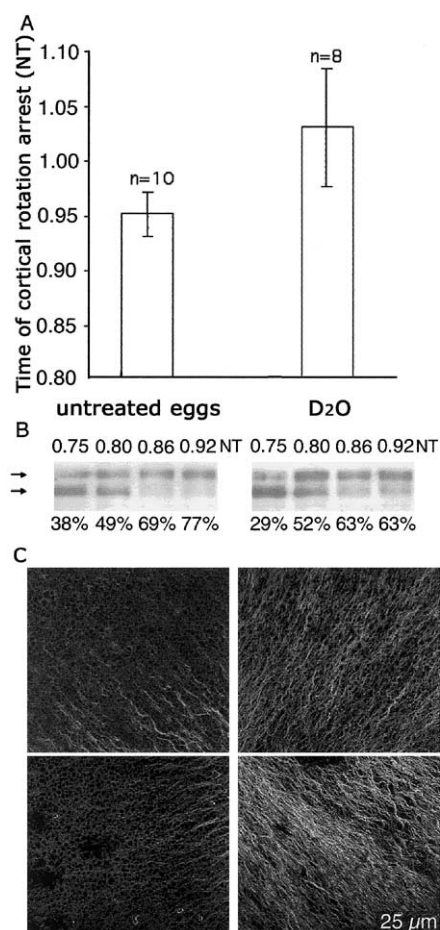 A
Time of cortical rotation arrest (NT)
1.10
1.05
1.00
0.95
0.90
0.85
0.80
n=10
n=8
untreated eggs D2O
B
0.75 0.80 0.86 0.92 NT 0.75 0.80 0.86 0.92 NT
38% 49% 69% 77% 29% 52% 63% 63%
C
25 µm